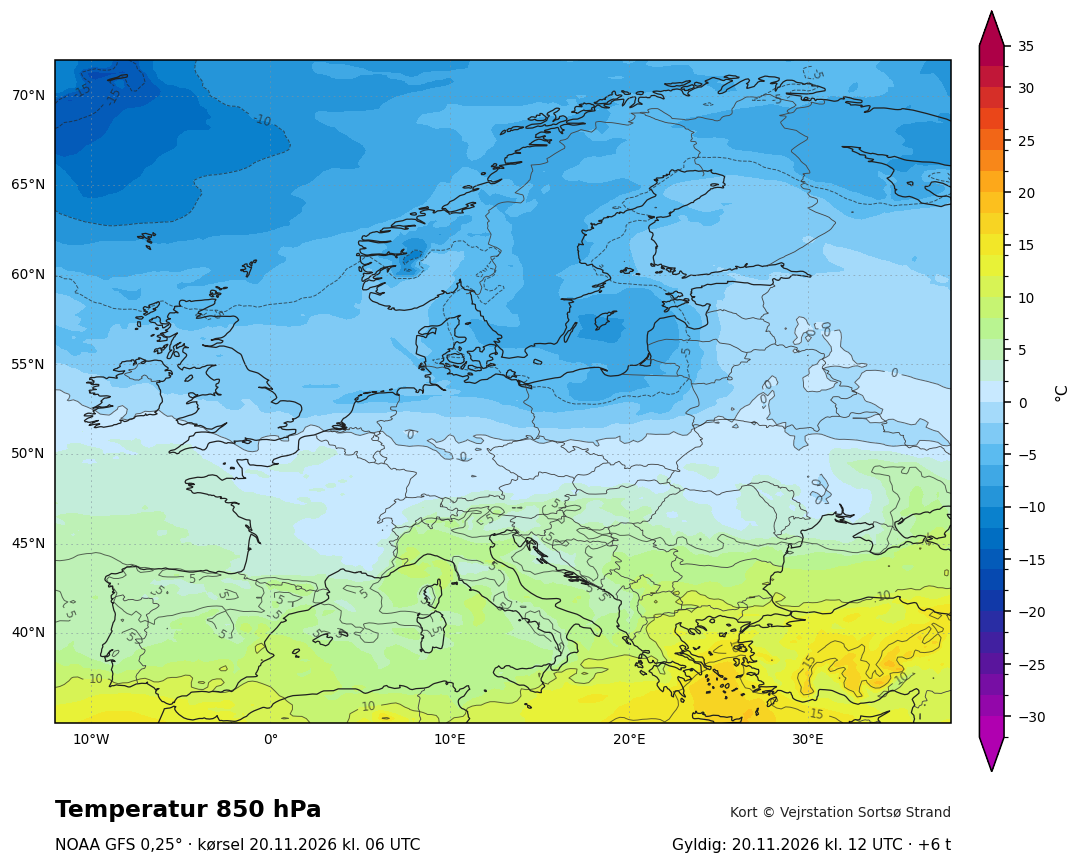 70°N
65°N
60°N
55°N
50°N
45°N
40°N
10°W
0°
10°E
20°E
30°E
35
30
25
20
15
10
5
0
−5
−10
−15
−20
−25
−30
°C
Temperatur 850 hPa
Kort © Vejrstation Sortsø Strand
NOAA GFS 0,25° · kørsel 20.11.2026 kl. 06 UTC
Gyldig: 20.11.2026 kl. 12 UTC · +6 t